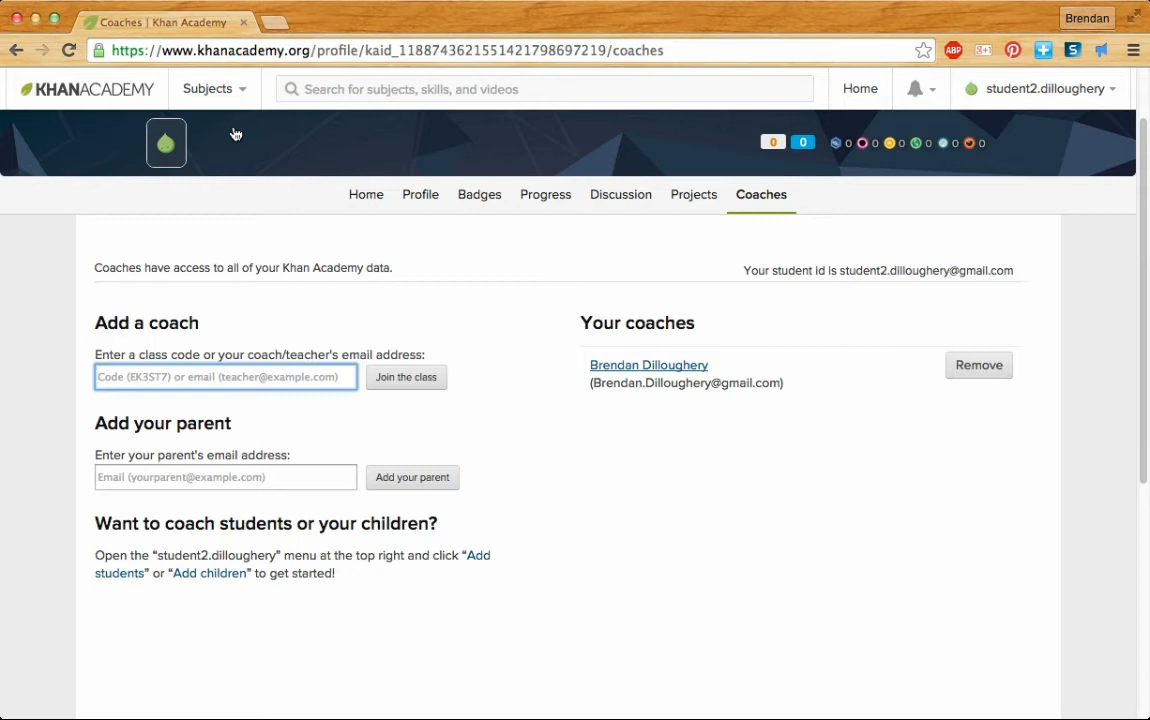 Coaches | Khan Academy
Brendan
https://www.khanacademy.org/profile/kaid_1188743621551421798697219/coaches
ABP
g+1
S
KHANACADEMY
Subjects
Search for subjects, skills, and videos
Home
student2.dilloughery
0 0 0 0 0 0 0 0
Home Profile Badges Progress Discussion Projects Coaches
Coaches have access to all of your Khan Academy data.
Your student id is student2.dilloughery@gmail.com
Add a coach
Enter a class code or your coach/teacher's email address:
Code (EK3ST7) or email (teacher@example.com)
Join the class
Your coaches
Brendan Dilloughery
(Brendan.Dilloughery@gmail.com)
Remove
Add your parent
Enter your parent's email address:
Email (yourparent@example.com)
Add your parent
Want to coach students or your children?
Open the "student2.dilloughery" menu at the top right and click "Add
students" or "Add children" to get started!